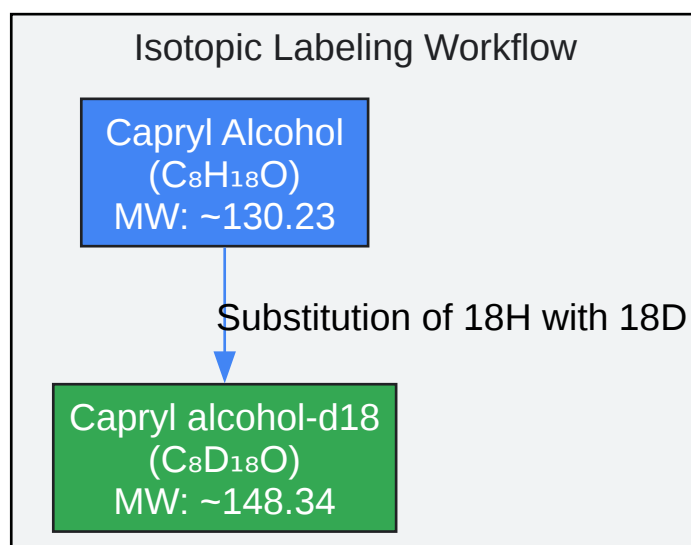 Isotopic Labeling Workflow
Capryl Alcohol
(C₈H₁₈O)
MW: ~130.23
Substitution of 18H with 18D
Capryl alcohol-d18
(C₈D₁₈O)
MW: ~148.34